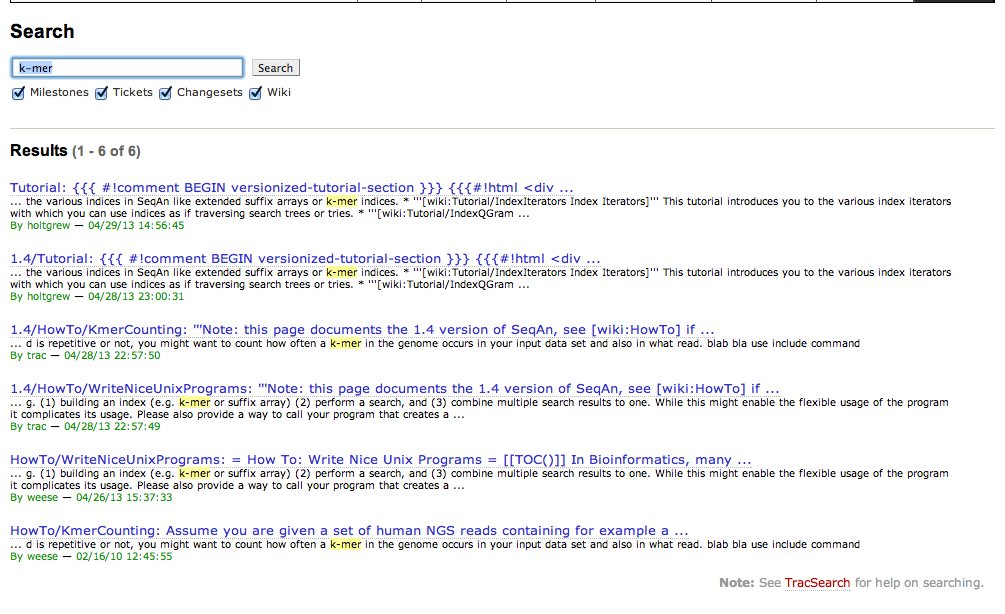 Search
k-mer Search
Milestones Tickets Changesets Wiki
Results (1 - 6 of 6)
Tutorial: {{{ #!comment BEGIN versionized-tutorial-section }}} {{{#!html <div ...
... the various indices in SeqAn like extended suffix arrays or k-mer indices. * '''[wiki:Tutorial/IndexIterators Index Iterators]''' This tutorial introduces you to the various index iterators
with which you can use indices as if traversing search trees or tries. * '''[wiki:Tutorial/IndexQGram ...
By holtgrew — 04/29/13 14:56:45
1.4/Tutorial: {{{ #!comment BEGIN versionized-tutorial-section }}} {{{#!html <div ...
... the various indices in SeqAn like extended suffix arrays or k-mer indices. * '''[wiki:Tutorial/IndexIterators Index Iterators]''' This tutorial introduces you to the various index iterators
with which you can use indices as if traversing search trees or tries. * '''[wiki:Tutorial/IndexQGram ...
By holtgrew — 04/28/13 23:00:31
1.4/HowTo/KmerCounting: '''Note: this page documents the 1.4 version of SeqAn, see [wiki:HowTo] if ...
... d is repetitive or not, you might want to count how often a k-mer in the genome occurs in your input data set and also in what read. blab bla use include command
By trac — 04/28/13 22:57:50
1.4/HowTo/WriteNiceUnixPrograms: '''Note: this page documents the 1.4 version of SeqAn, see [wiki:HowTo] if ...
... g. (1) building an index (e.g. k-mer or suffix array) (2) perform a search, and (3) combine multiple search results to one. While this might enable the flexible usage of the program
it complicates its usage. Please also provide a way to call your program that creates a ...
By trac — 04/28/13 22:57:49
HowTo/WriteNiceUnixPrograms: = How To: Write Nice Unix Programs = [[TOC()]] In Bioinformatics, many ...
... g. (1) building an index (e.g. k-mer or suffix array) (2) perform a search, and (3) combine multiple search results to one. While this might enable the flexible usage of the program
it complicates its usage. Please also provide a way to call your program that creates a ...
By weese — 04/26/13 15:37:33
HowTo/KmerCounting: Assume you are given a set of human NGS reads containing for example a ...
... d is repetitive or not, you might want to count how often a k-mer in the genome occurs in your input data set and also in what read. blab bla use include command
By weese — 02/16/10 12:45:55
Note: See TracSearch for help on searching.